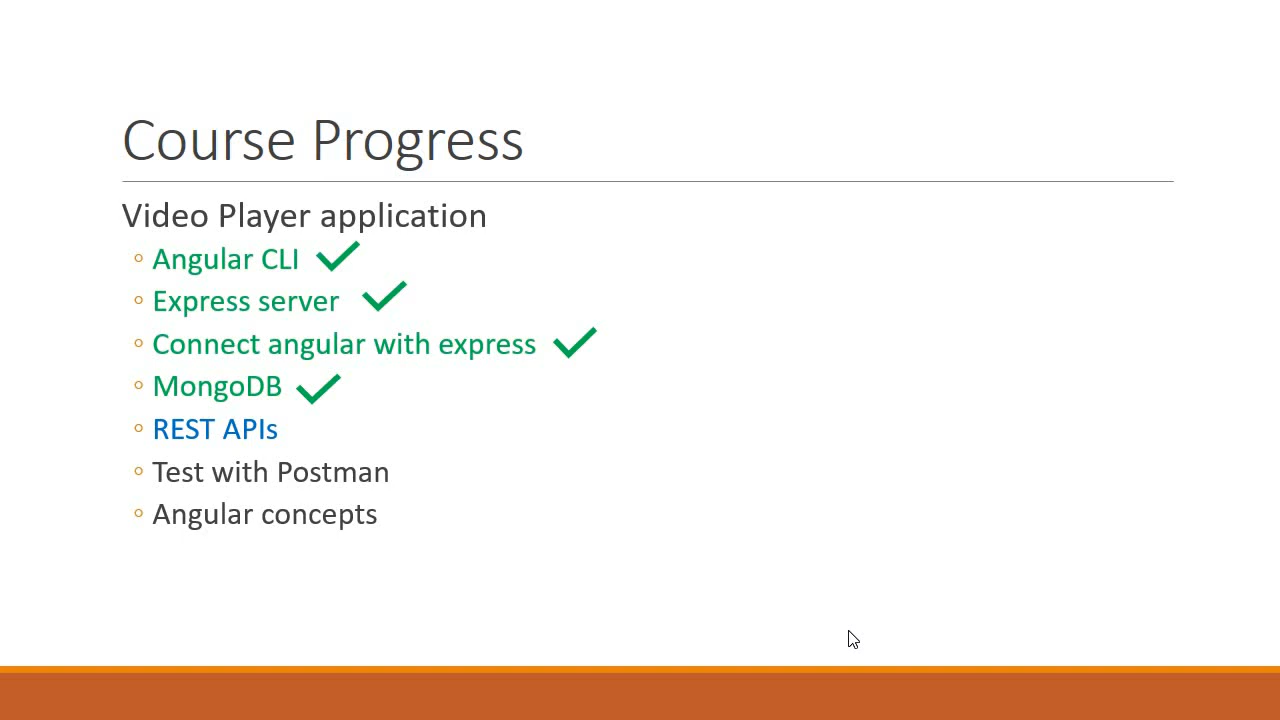 Course Progress
Video Player application
Angular CLI
Express server
Connect angular with express
MongoDB
REST APIs
Test with Postman
Angular concepts